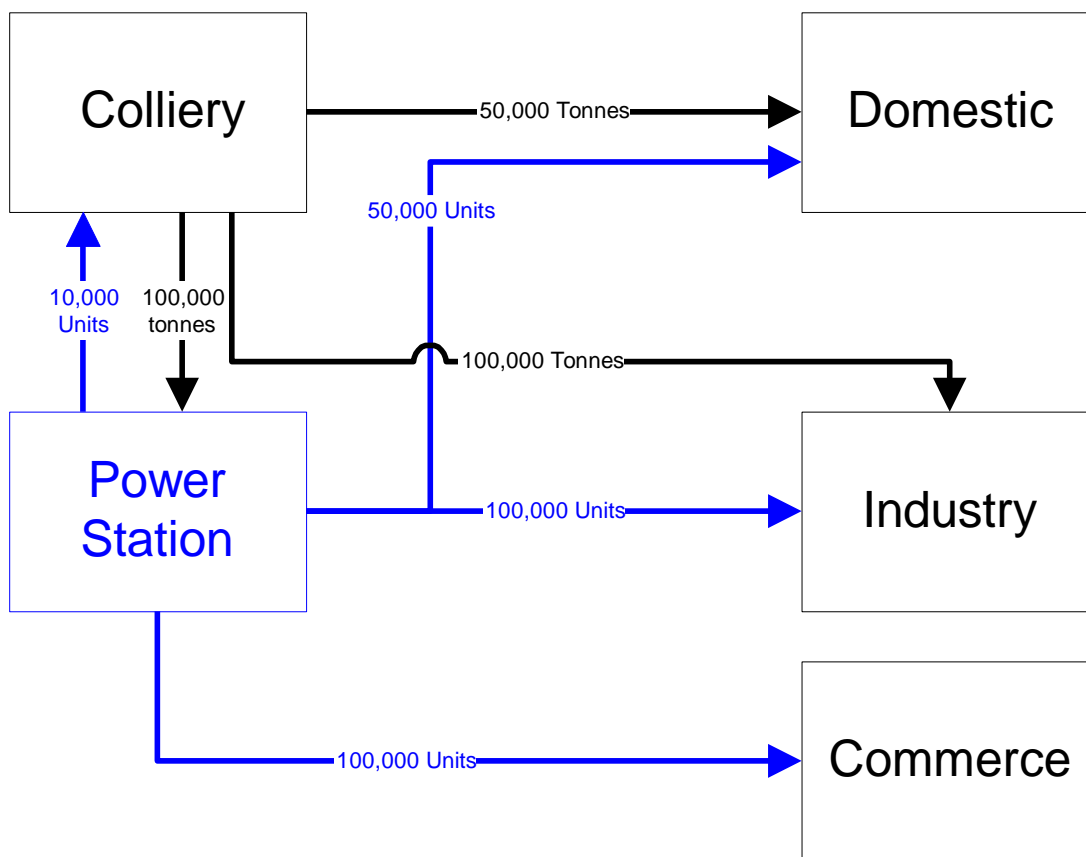 Colliery
50,000 Tonnes
Domestic
50,000 Units
10,000
Units
100,000
tonnes
100,000 Tonnes
Power
Station
100,000 Units
Industry
100,000 Units
Commerce